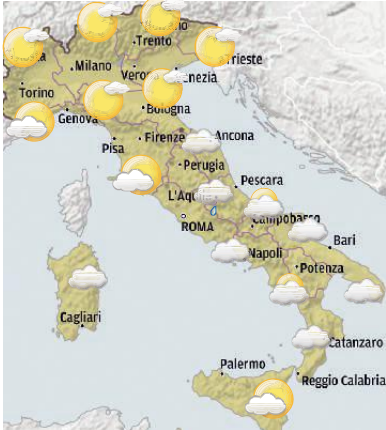 Trento
Milano
Trieste
Torino
Bologna
Genova
Firenze
Ancona
Pisa
Perugia
Pescara
ROMA
Campobasso
Bari
Napoli
Potenza
Cagliari
Catanzaro
Palermo
Reggio Calabria